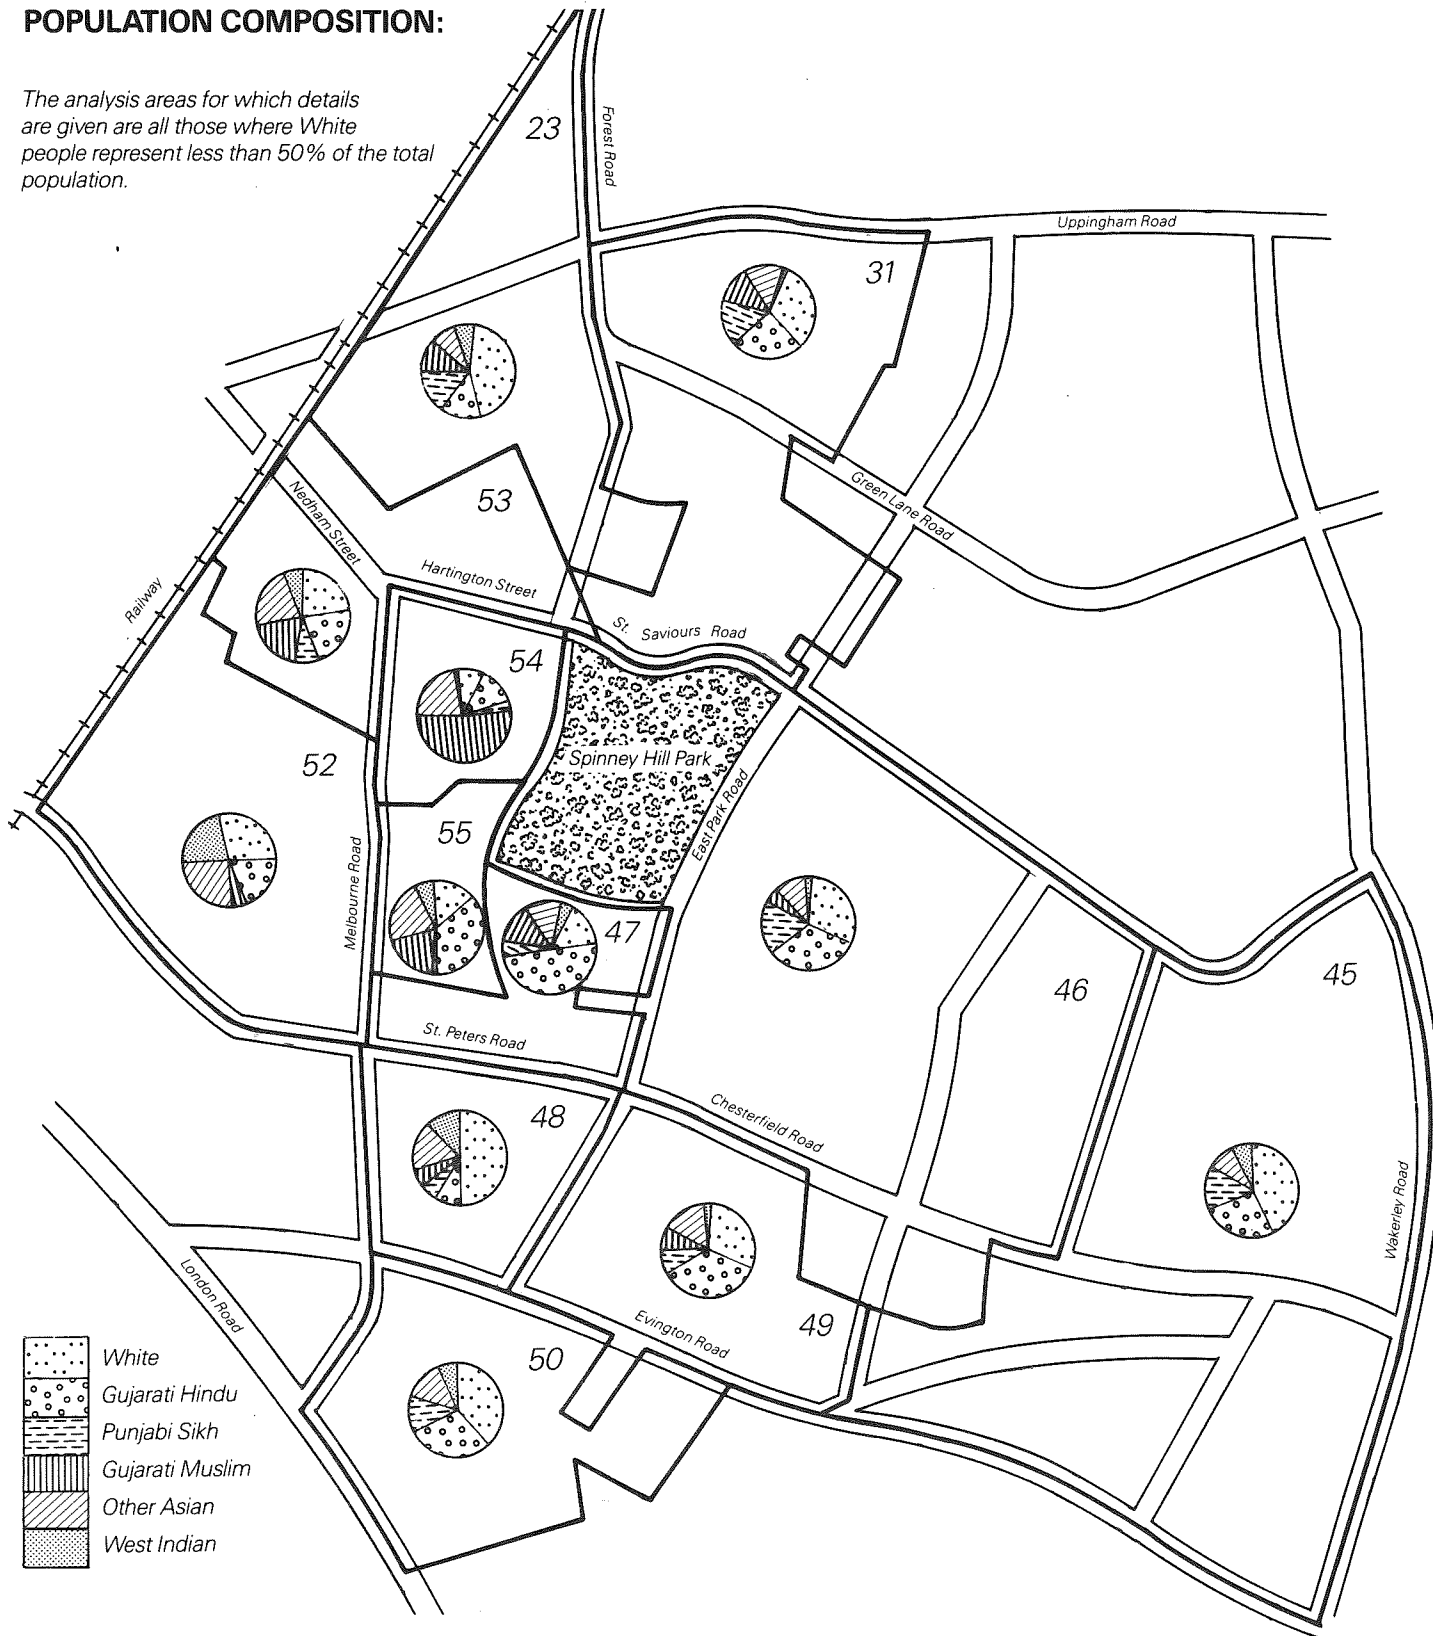 POPULATION COMPOSITION:
The analysis areas for which details
are given are all those where White
people represent less than 50% of the total
population.
23
Forest Road
Uppingham Road
31
53
Nedham Street
Green Lane Road
Hartington Street
Railway
St. Saviours Road
54
Spinney Hill Park
52
East Park Road
55
Melbourne Road
47
46
45
St. Peters Road
48
Chesterfield Road
Wakerley Road
London Road
49
Evington Road
50
White
Gujarati Hindu
Punjabi Sikh
Gujarati Muslim
Other Asian
West Indian